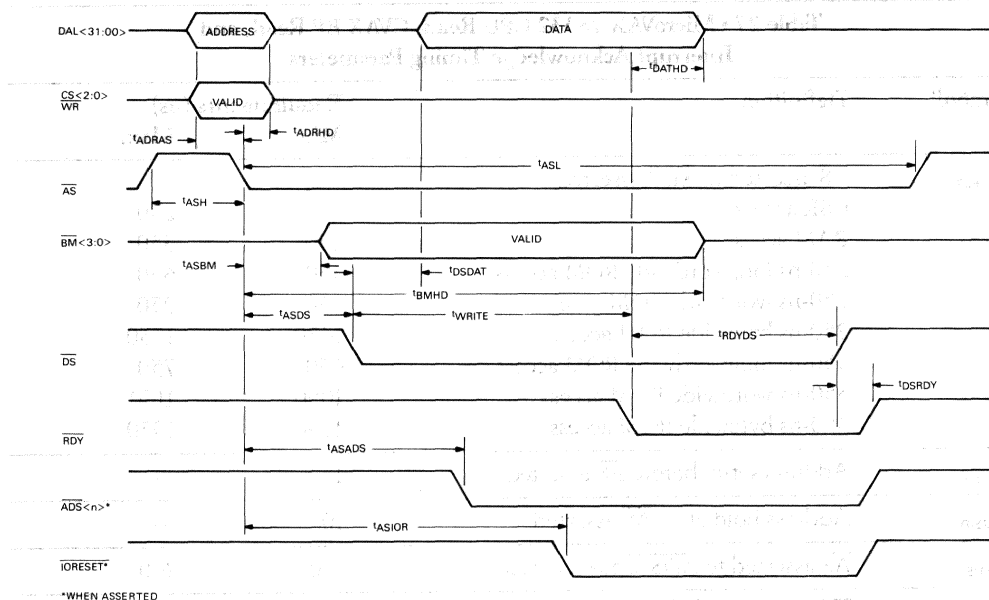 DAL<31:00>
ADDRESS
DATA
tDATHD
CS<2:0>
WR
VALID
tADRAS
tADRHD
tASL
AS
tASH
BM<3:0>
VALID
tASBM
tDSDAT
tBMHD
tASDS
tWRITE
tRDYDS
DS
tDSRDY
RDY
tASADS
ADS<n>*
tASIOR
IORESET*
*WHEN ASSERTED